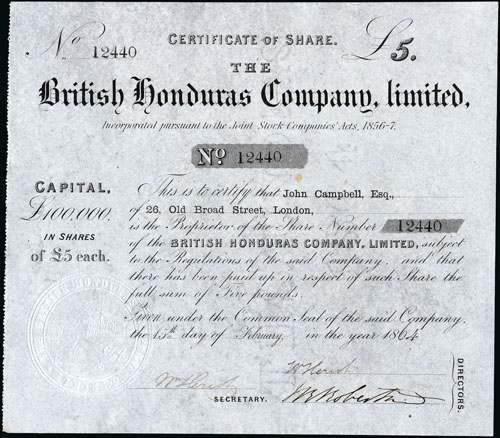 No 12440
CERTIFICATE OF SHARE.
£5.
THE
British Honduras Company, limited,
Incorporated pursuant to the Joint Stock Companies' Acts, 1856-7.
No 12440
CAPITAL,
£100,000,
IN SHARES
of £5 each.
This is to certify that John Campbell, Esq.,
of 26, Old Broad Street, London,
is the Proprietor of the Share Number 12440
of the BRITISH HONDURAS COMPANY, LIMITED, subject
to the Regulations of the said Company; and that
there has been paid up in respect of such Share the
full sum of Five pounds.
Given under the Common Seal of the said Company,
the 15th day of February, in the year 1864
SECRETARY.
DIRECTORS.